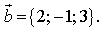 b⃗ = {2; −1; 3}.